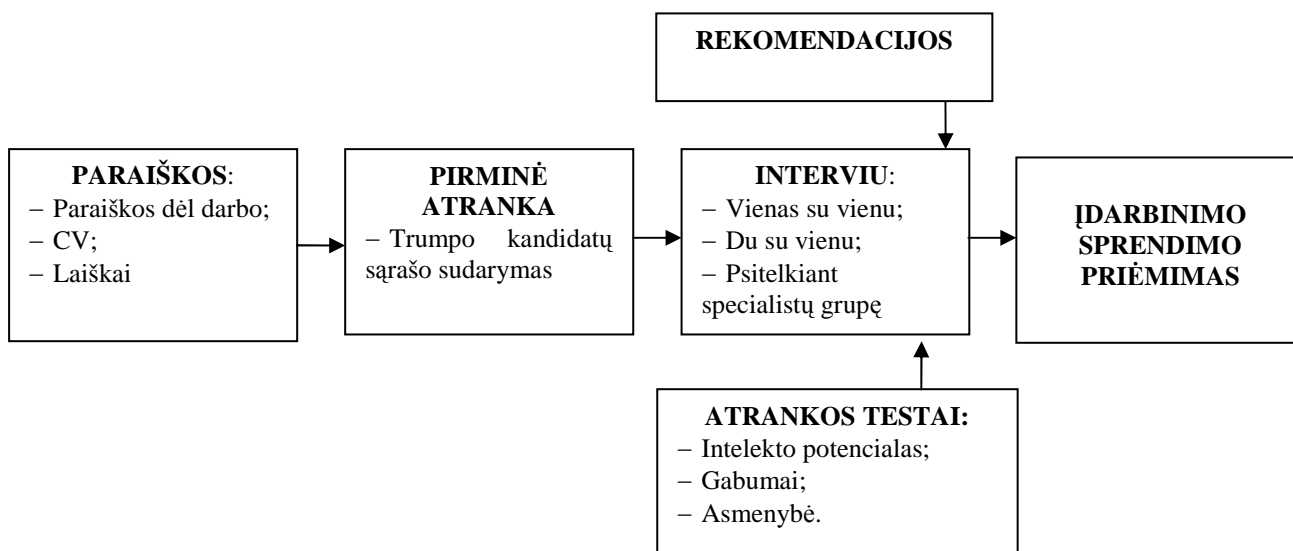 REKOMENDACIJOS
PARAIŠKOS:
– Paraiškos dėl darbo;
– CV;
– Laiškai
PIRMINĖ
ATRANKA
– Trumpo kandidatų
sąrašo sudarymas
INTERVIU:
– Vienas su vienu;
– Du su vienu;
– Psitelkiant
specialistų grupę
ĮDARBINIMO
SPRENDIMO
PRIĖMIMAS
ATRANKOS TESTAI:
– Intelekto potencialas;
– Gabumai;
– Asmenybė.